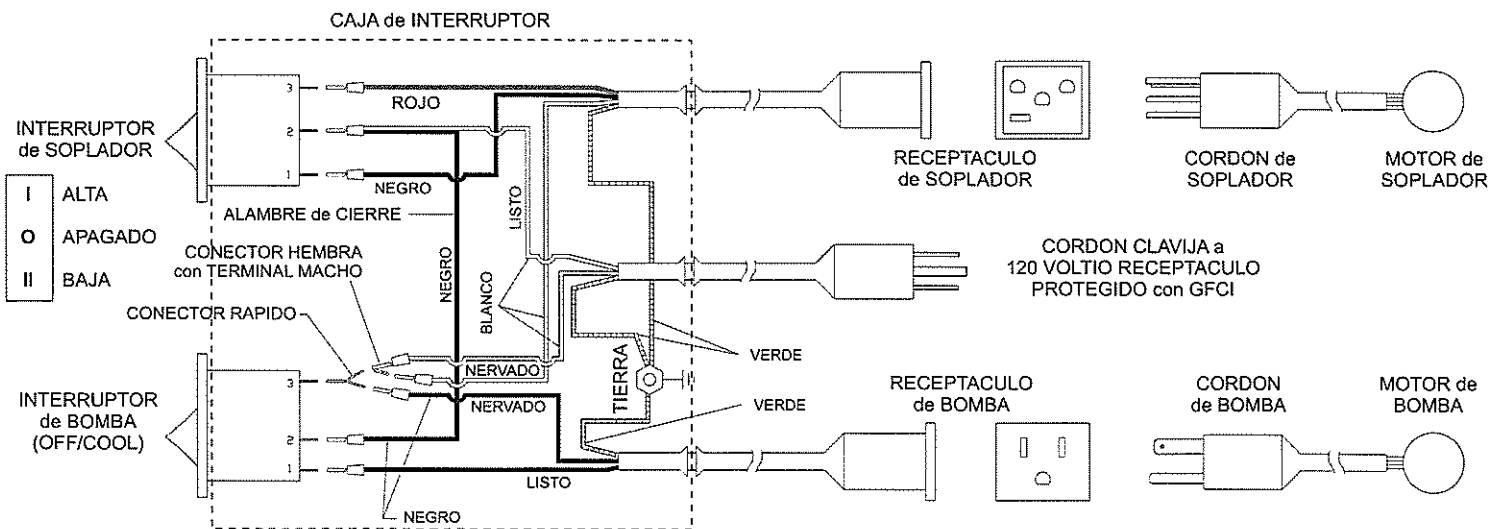 CAJA de INTERRUPTOR
INTERRUPTOR
de SOPLADOR
I ALTA
O APAGADO
II BAJA
3
2
1
ROJO
NEGRO
ALAMBRE de CIERRE
LISTO
NEGRO
BLANCO
CONECTOR HEMBRA
con TERMINAL MACHO
CONECTOR RAPIDO
INTERRUPTOR
de BOMBA
(OFF/COOL)
3
2
1
NERVADO
NERVADO
LISTO
NEGRO
TIERRA
VERDE
VERDE
RECEPTACULO
de SOPLADOR
CORDON de
SOPLADOR
MOTOR de
SOPLADOR
CORDON CLAVIJA a
120 VOLTIO RECEPTACULO
PROTEGIDO con GFCI
RECEPTACULO
de BOMBA
CORDON
de BOMBA
MOTOR de
BOMBA